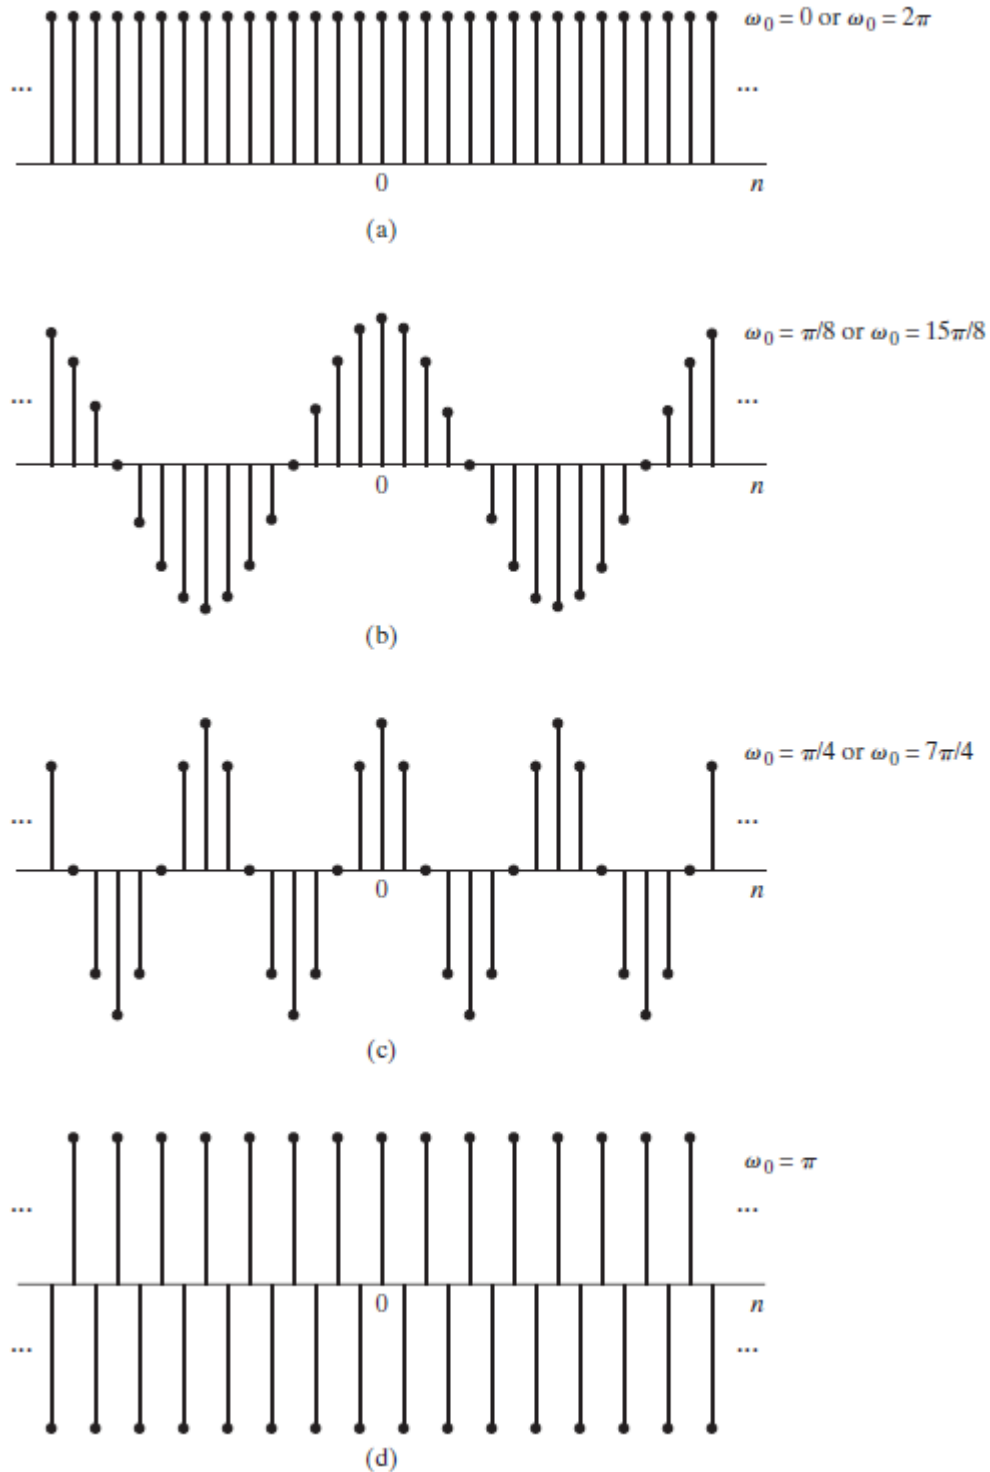 ω₀ = 0 or ω₀ = 2π
... ...
0 n
(a)
ω₀ = π/8 or ω₀ = 15π/8
... ...
0 n
(b)
ω₀ = π/4 or ω₀ = 7π/4
... ...
0 n
(c)
ω₀ = π
... ...
0 n
... ...
(d)